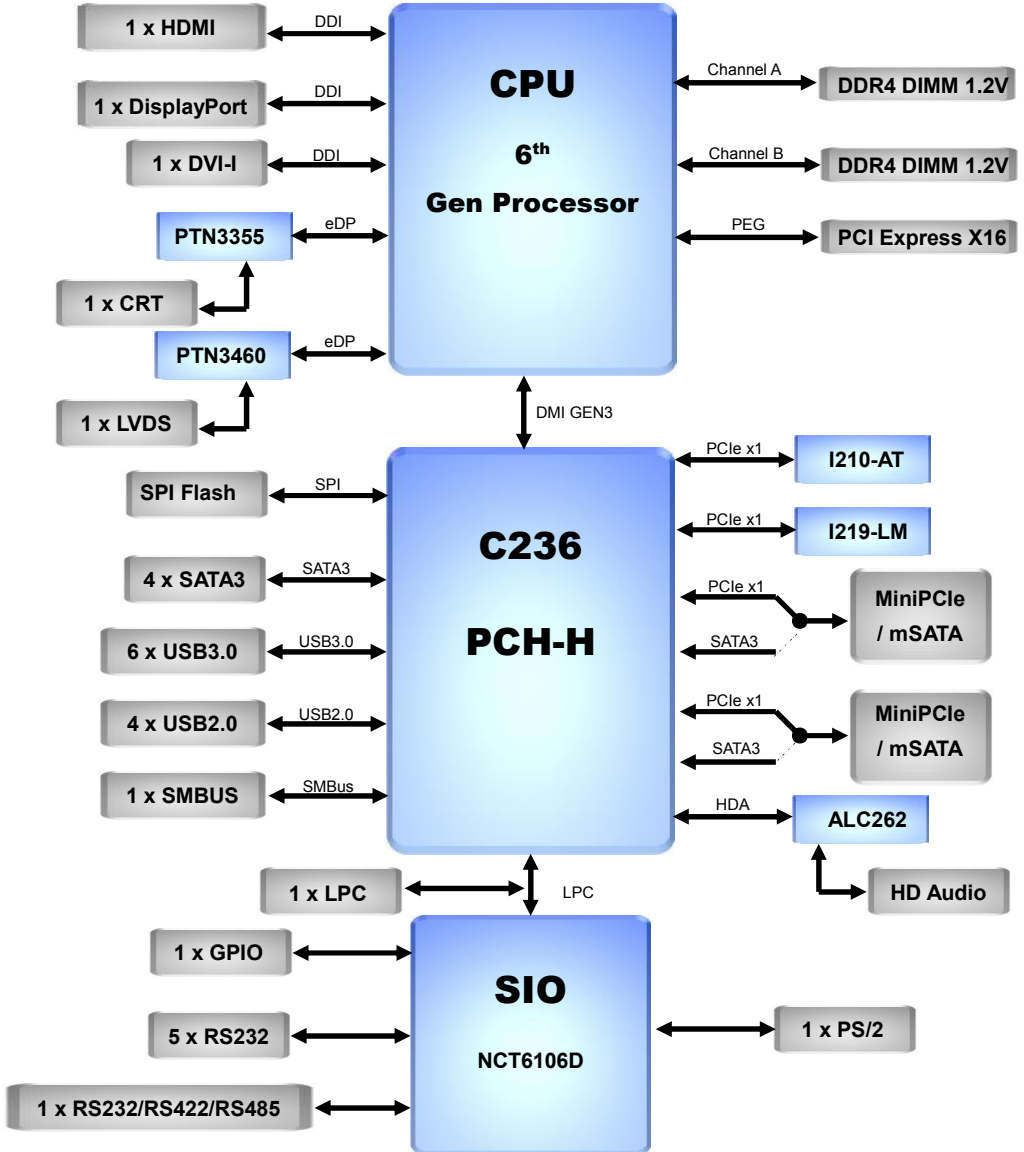 1 x HDMI
DDI
1 x DisplayPort
DDI
1 x DVI-I
DDI
PTN3355
eDP
1 x CRT
PTN3460
eDP
1 x LVDS
CPU
6th
Gen Processor
Channel A
DDR4 DIMM 1.2V
Channel B
DDR4 DIMM 1.2V
PEG
PCI Express X16
DMI GEN3
SPI Flash
SPI
4 x SATA3
SATA3
6 x USB3.0
USB3.0
4 x USB2.0
USB2.0
1 x SMBUS
SMBus
C236
PCH-H
PCIe x1
I210-AT
PCIe x1
I219-LM
PCIe x1
SATA3
MiniPCIe
/ mSATA
PCIe x1
SATA3
MiniPCIe
/ mSATA
HDA
ALC262
HD Audio
1 x LPC
LPC
1 x GPIO
5 x RS232
1 x RS232/RS422/RS485
SIO
NCT6106D
1 x PS/2